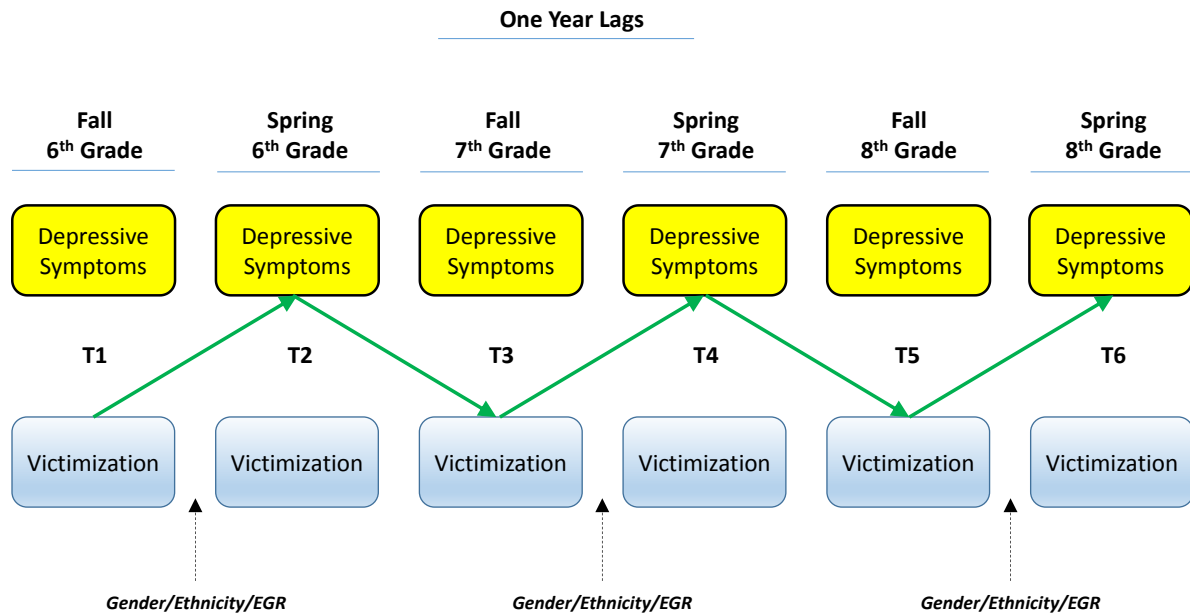 One Year Lags
Fall
6th Grade
Spring
6th Grade
Fall
7th Grade
Spring
7th Grade
Fall
8th Grade
Spring
8th Grade
Depressive
Symptoms
Depressive
Symptoms
Depressive
Symptoms
Depressive
Symptoms
Depressive
Symptoms
Depressive
Symptoms
T1
T2
T3
T4
T5
T6
Victimization
Victimization
Victimization
Victimization
Victimization
Victimization
Gender/Ethnicity/EGR
Gender/Ethnicity/EGR
Gender/Ethnicity/EGR